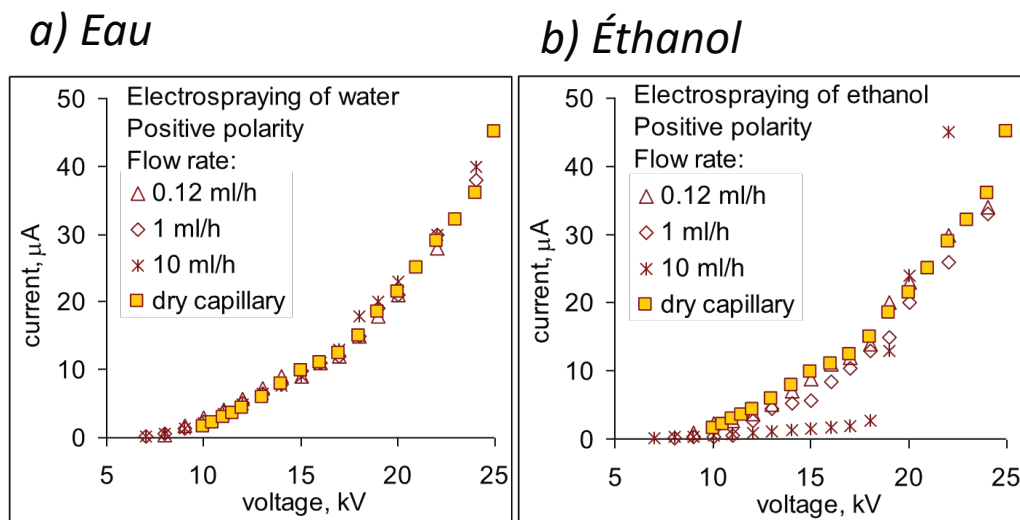 a) Eau
50
40
30
20
10
0
current, μA
Electrospraying of water
Positive polarity
Flow rate:
0.12 ml/h
1 ml/h
10 ml/h
dry capillary
5 10 15 20 25
voltage, kV
b) Éthanol
50
40
30
20
10
0
current, μA
Electrospraying of ethanol
Positive polarity
Flow rate:
0.12 ml/h
1 ml/h
10 ml/h
dry capillary
5 10 15 20 25
voltage, kV